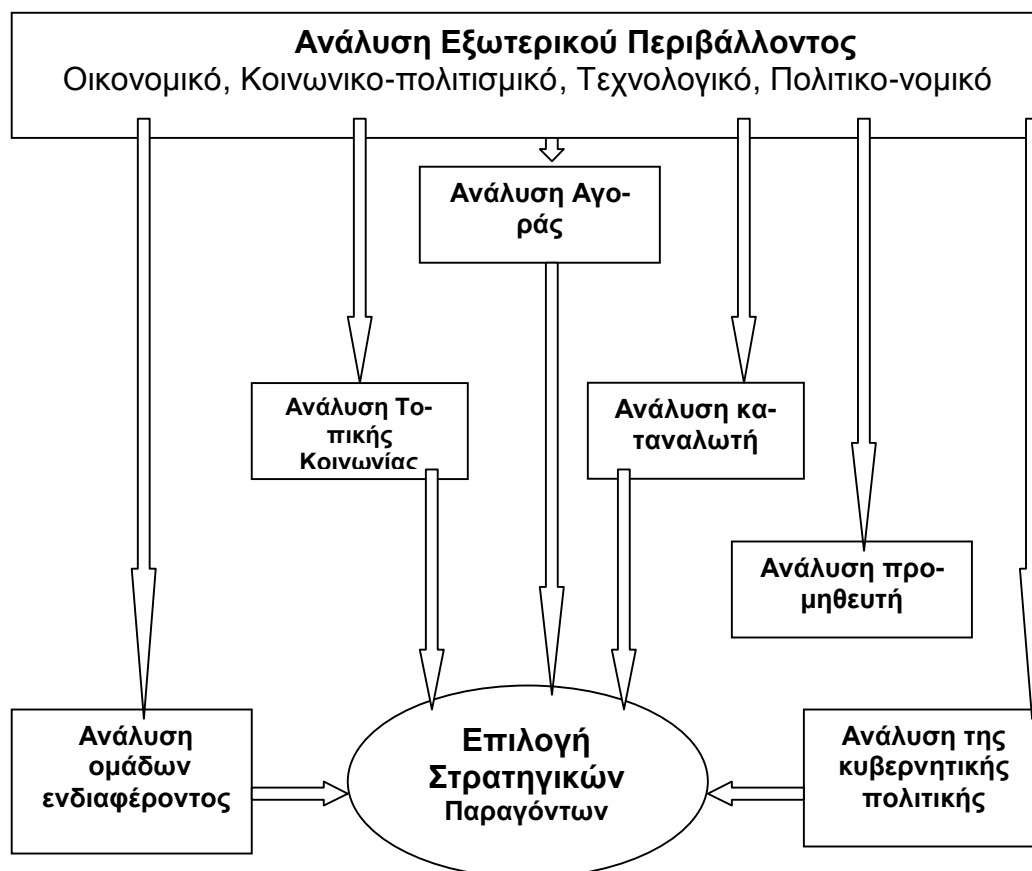 Ανάλυση Εξωτερικού Περιβάλλοντος
Οικονομικό, Κοινωνικο-πολιτισμικό, Τεχνολογικό, Πολιτικο-νομικό
Ανάλυση Αγο-
ράς
Ανάλυση Το-
πικής
Κοινωνίας
Ανάλυση κα-
ταναλωτή
Ανάλυση προ-
μηθευτή
Ανάλυση
ομάδων
ενδιαφέροντος
Επιλογή
Στρατηγικών
Παραγόντων
Ανάλυση της
κυβερνητικής
πολιτικής